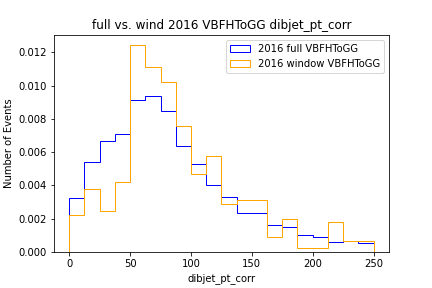 full vs. wind 2016 VBFHToGG dibjet_pt_corr
2016 full VBFHToGG
2016 window VBFHToGG
Number of Events
0.012
0.010
0.008
0.006
0.004
0.002
0.000
0 50 100 150 200 250
dibjet_pt_corr